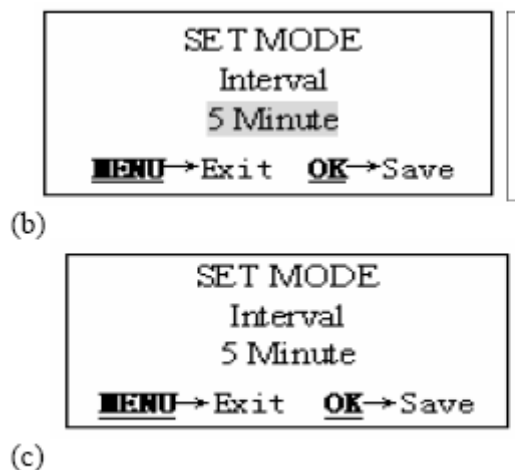 SET MODE
Interval
5 Minute
MENU→Exit OK→Save
(b)
SET MODE
Interval
5 Minute
MENU→Exit OK→Save
(c)